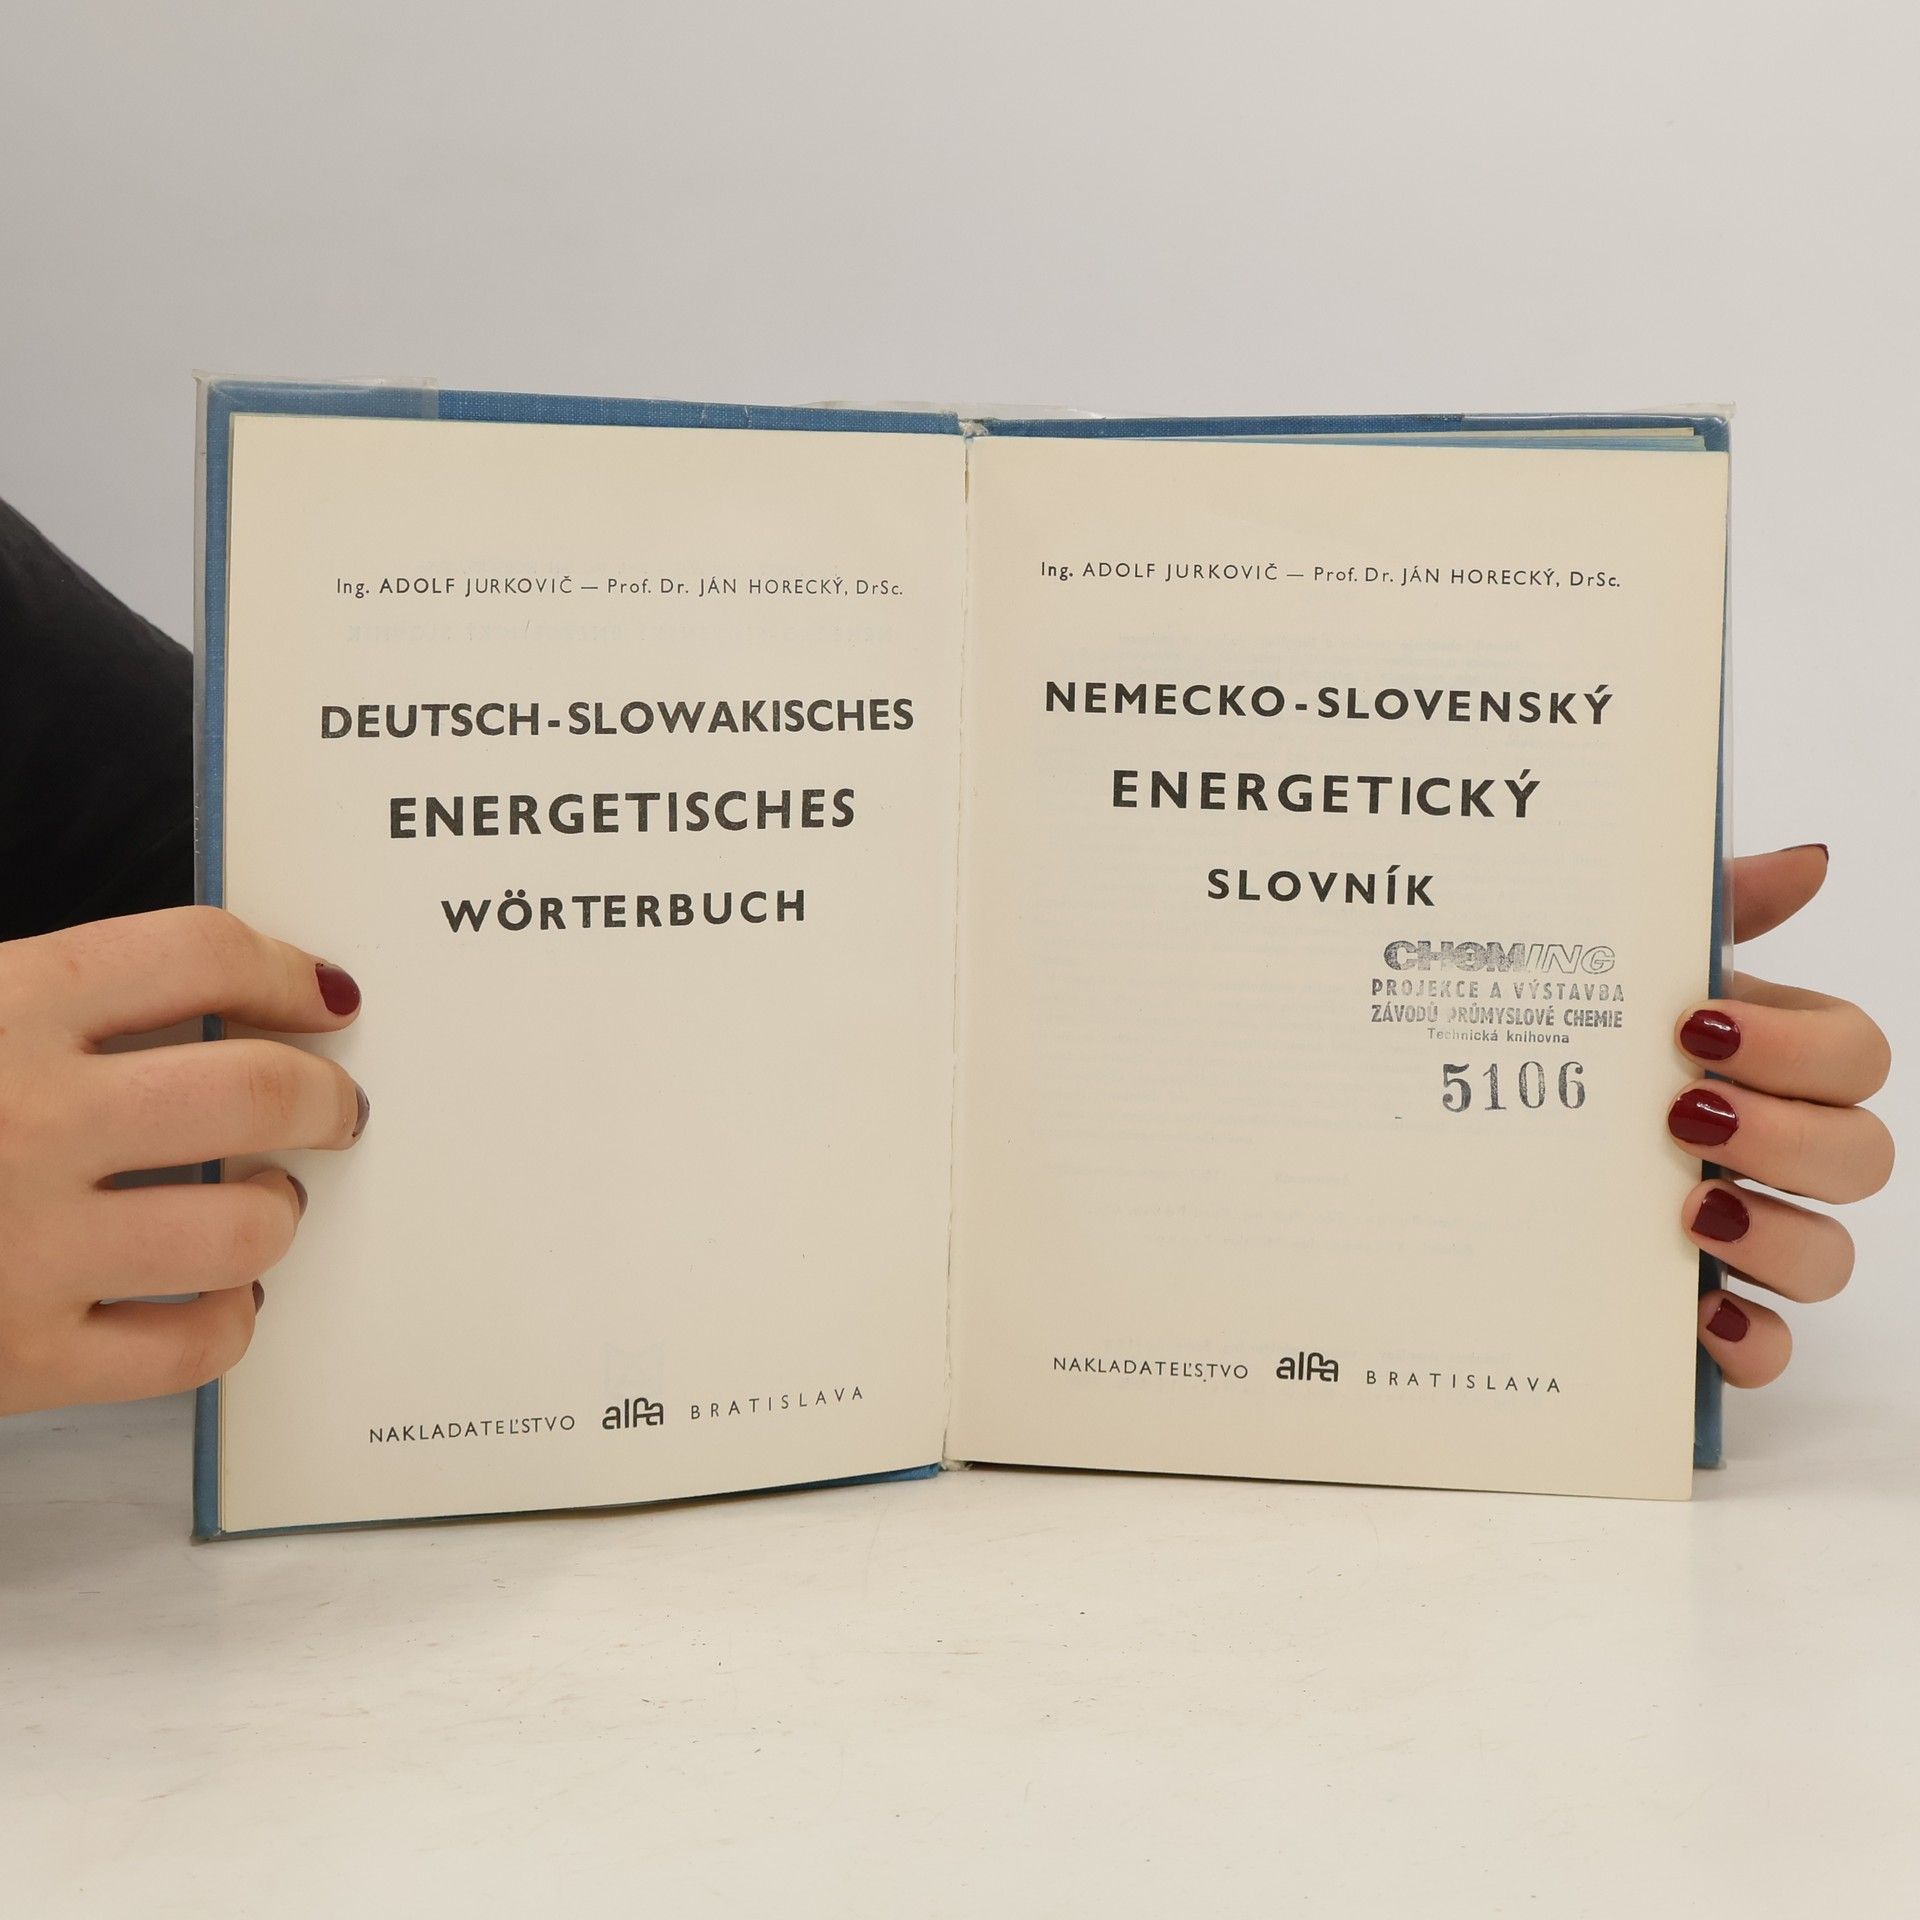 Ing. ADOLF JURKOVIČ — Prof. Dr. JÁN HORECKÝ, DrSc.
DEUTSCH-SLOWAKISCHES
ENERGETISCHES
WÖRTERBUCH
NAKLADATEĽSTVO alfa BRATISLAVA
Ing. ADOLF JURKOVIČ — Prof. Dr. JÁN HORECKÝ, DrSc.
NEMECKO-SLOVENSKÝ
ENERGETICKÝ
SLOVNÍK
CHOMING
PROJEKCE A VÝSTAVBA
ZÁVODŮ PRŮMYSLOVÉ CHEMIE
Technická knihovna
5106
NAKLADATEĽSTVO alfa BRATISLAVA